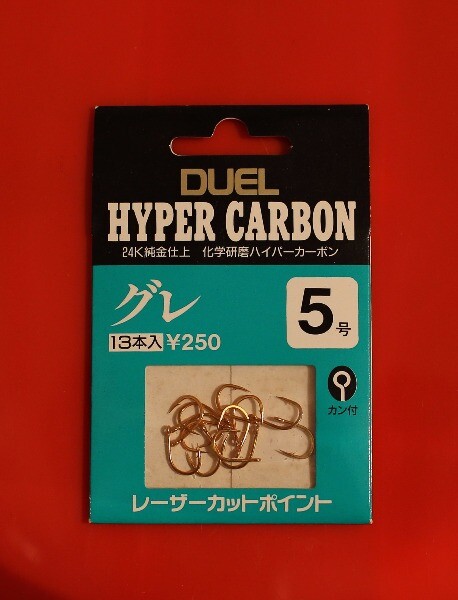 DUEL
HYPER CARBON
24K純金仕上 化学研磨ハイパーカーボン
グレ
5号
13本入 ¥250
カン付
レーザーカットポイント